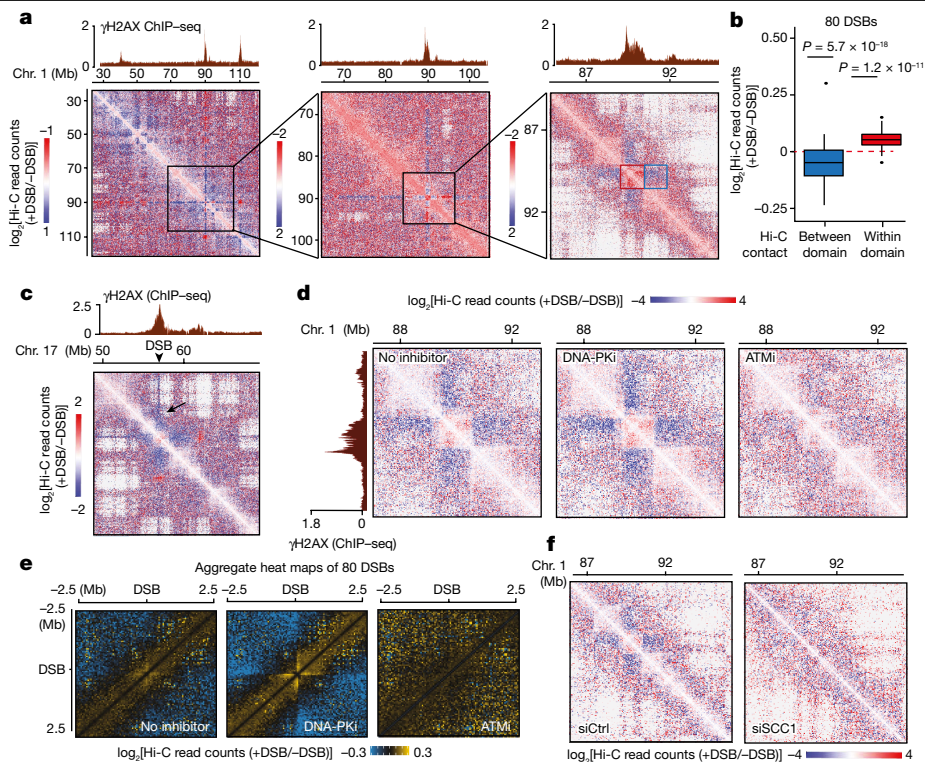 a
γH2AX ChIP–seq
2
0
Chr. 1 (Mb)
30 50 70 90 110
30
50
70
90
110
log2[Hi-C read counts
(+DSB/−DSB)]
−1
1
2
0
70 80 90 100
70
80
90
100
−2
2
2
0
87 92
87
92
−2
2
b
80 DSBs
P = 5.7 × 10−18
P = 1.2 × 10−11
log2[Hi-C read counts
(+DSB/−DSB)]
0.50
0.25
0
−0.25
Hi-C
contact
Between
domain
Within
domain
c
γH2AX (ChIP–seq)
2.5
0
DSB
Chr. 17 (Mb) 50 60
log2[Hi-C read counts
(+DSB/−DSB)]
2
−2
d
log2[Hi-C read counts (+DSB/−DSB)] −4 4
Chr. 1 (Mb) 88 92 88 92 88 92
No inhibitor
DNA-PKi
ATMi
1.8 0
γH2AX (ChIP–seq)
e
Aggregate heat maps of 80 DSBs
−2.5 (Mb) DSB 2.5 −2.5 DSB 2.5 −2.5 DSB 2.5
−2.5
(Mb)
DSB
2.5
No inhibitor
DNA-PKi
ATMi
log2[Hi-C read counts (+DSB/−DSB)] −0.3 0.3
f
Chr. 1
(Mb)
87 92 87 92
siCtrl
siSCC1
log2[Hi-C read counts (+DSB/−DSB)] −4 4